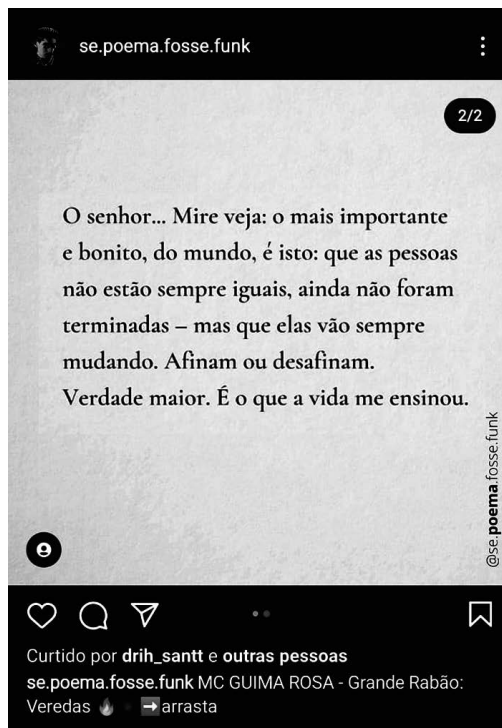 se.poema.fosse.funk
2/2
O senhor... Mire veja: o mais importante
e bonito, do mundo, é isto: que as pessoas
não estão sempre iguais, ainda não foram
terminadas – mas que elas vão sempre
mudando. Afinam ou desafinam.
Verdade maior. É o que a vida me ensinou.
@se.poema.fosse.funk
Curtido por drih_santt e outras pessoas
se.poema.fosse.funk MC GUIMA ROSA - Grande Rabão:
Veredas 🔥 ➡️arrasta